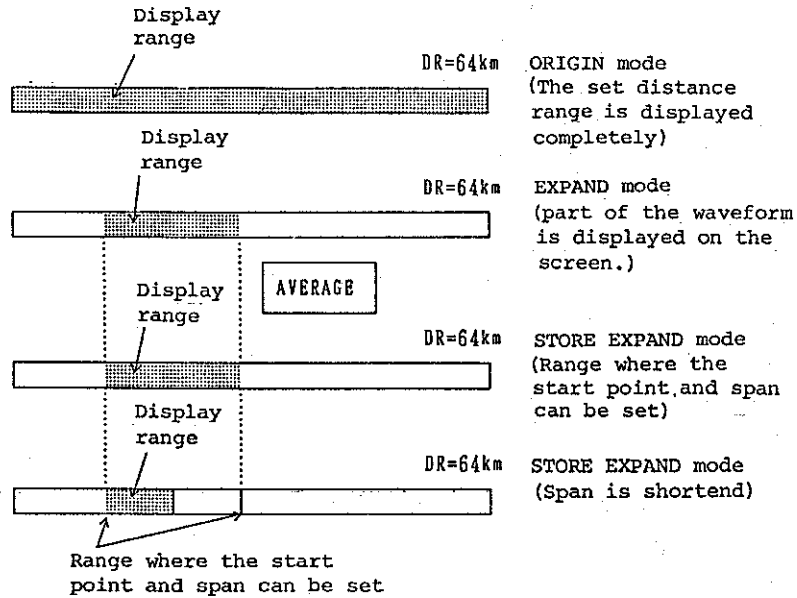 Display
range
DR=64km
ORIGIN mode
(The set distance
range is displayed
completely)
Display
range
DR=64km
EXPAND mode
(part of the waveform
is displayed on the
screen.)
AVERAGE
Display
range
DR=64km
STORE EXPAND mode
(Range where the
start point and span
can be set)
Display
range
DR=64km
STORE EXPAND mode
(Span is shortend)
Range where the start
point and span can be set